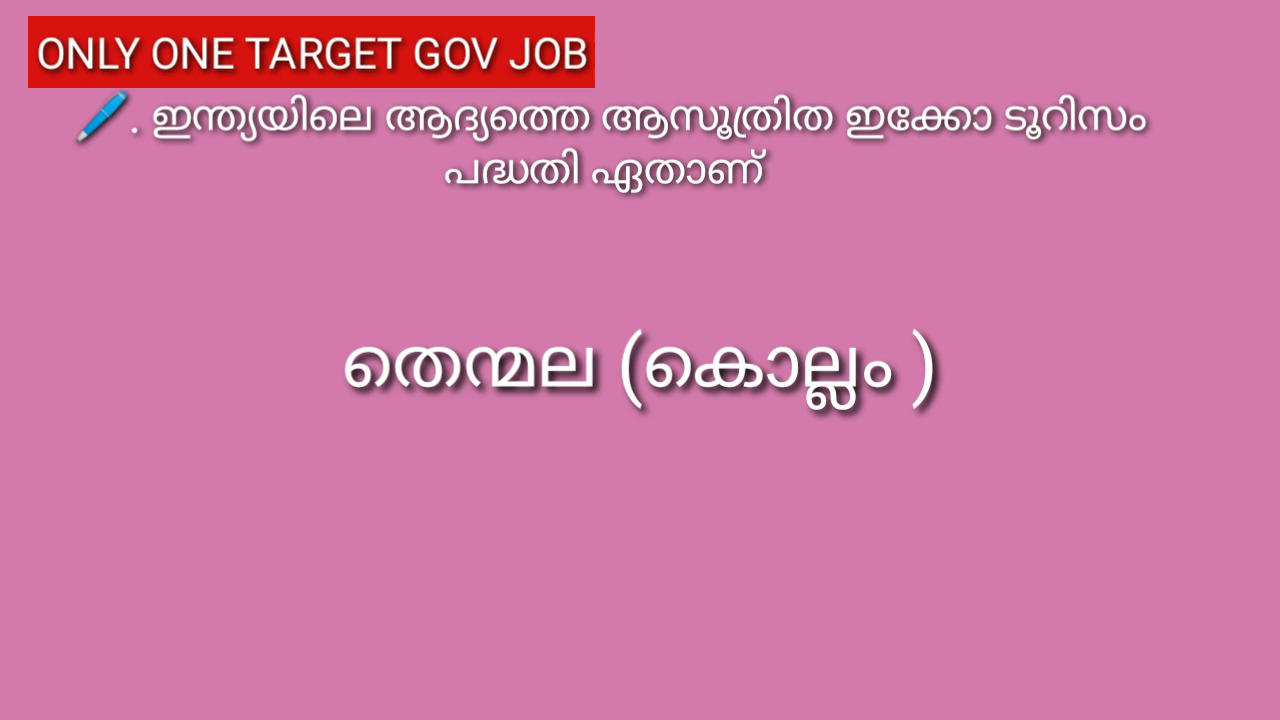 ONLY ONE TARGET GOV JOB
. ഇന്ത്യയിലെ ആദ്യത്തെ ആസൂത്രിത ഇക്കോ ടൂറിസം
പദ്ധതി ഏതാണ്
തെന്മല (കൊല്ലം )